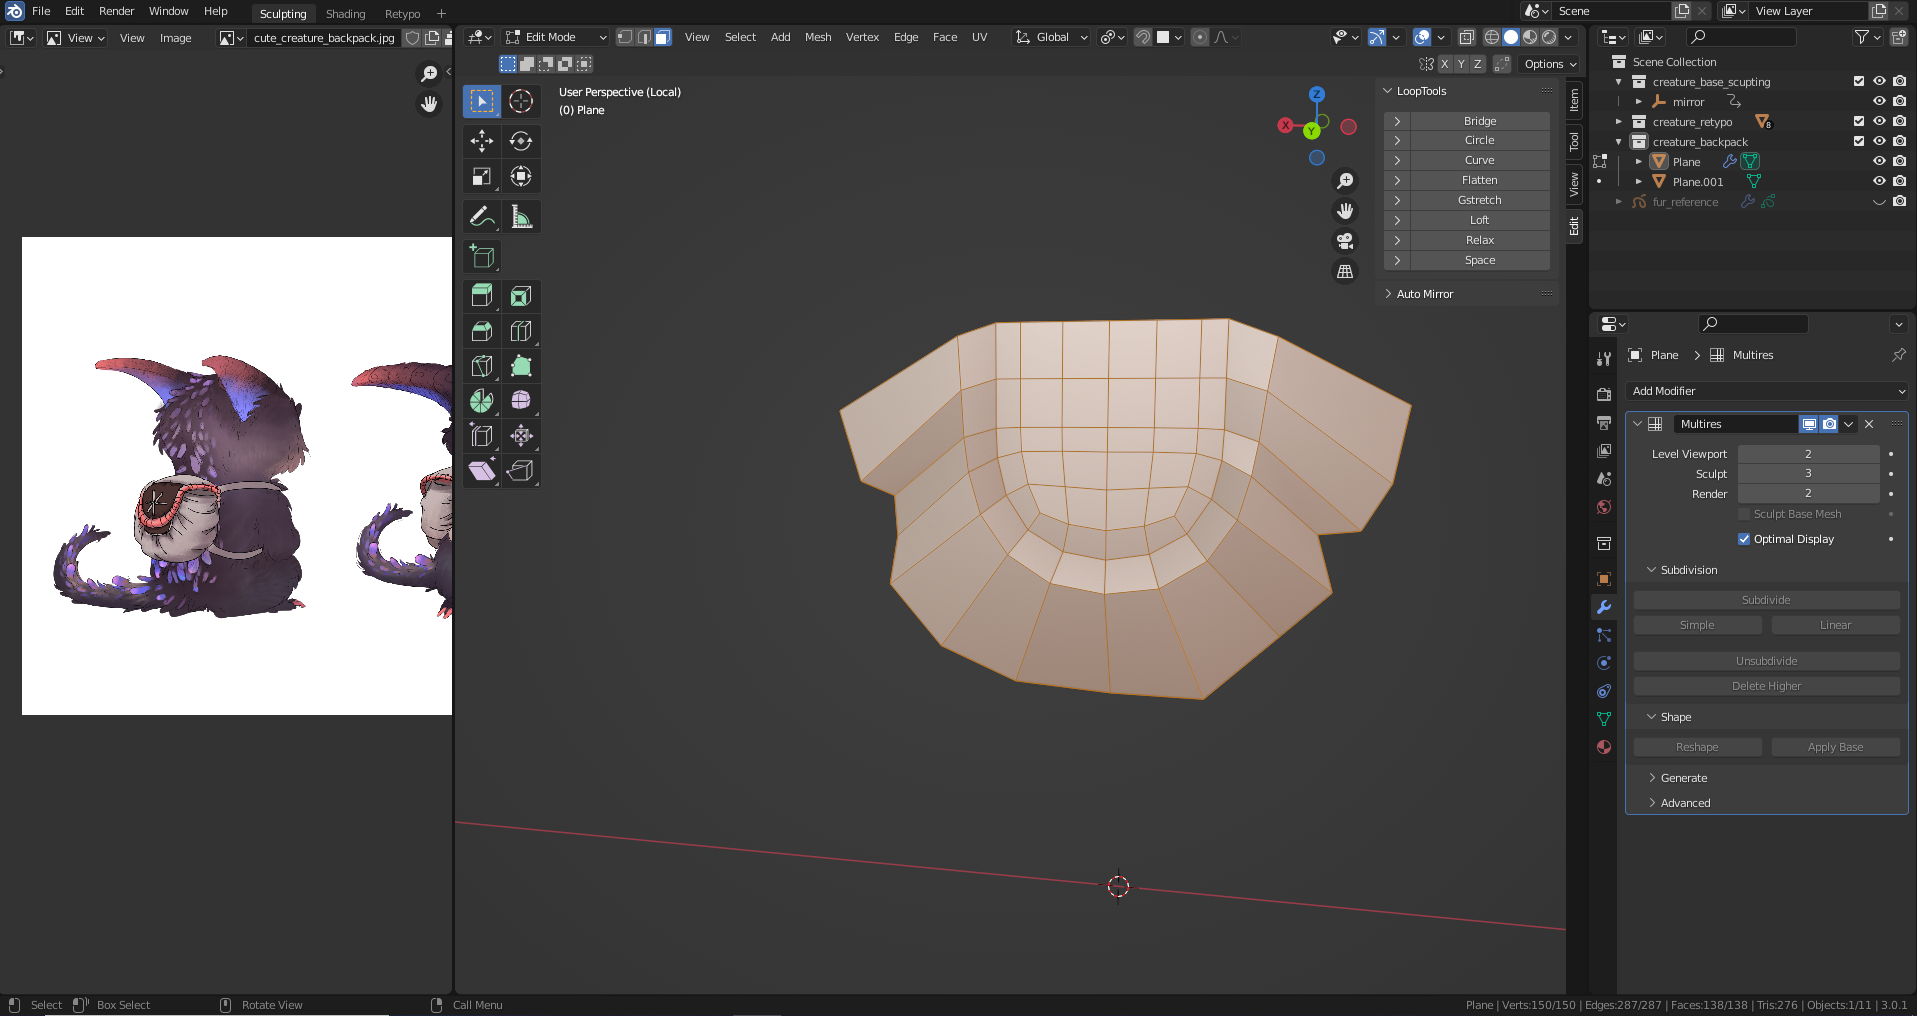 File Edit Render Window Help Sculpting Shading Retypo + Scene View Layer
View View Image cute_creature_backpack.jpg Edit Mode View Select Add Mesh Vertex Edge Face UV Global
X Y Z Options
User Perspective (Local)
(0) Plane
Z
X
Y
LoopTools
Bridge
Circle
Curve
Flatten
Gstretch
Loft
Relax
Space
Auto Mirror
Item
Tool
View
Edit
Scene Collection
creature_base_scupting
mirror
creature_retypo 8
creature_backpack
Plane
Plane.001
fur_reference
Plane > Multires
Add Modifier
Multires
Level Viewport 2
Sculpt 3
Render 2
Sculpt Base Mesh
Optimal Display
Subdivision
Subdivide
Simple Linear
Unsubdivide
Delete Higher
Shape
Reshape Apply Base
Generate
Advanced
Select Box Select Rotate View Call Menu
Plane | Verts:150/150 | Edges:287/287 | Faces:138/138 | Tris:276 | Objects:1/11 | 3.0.1